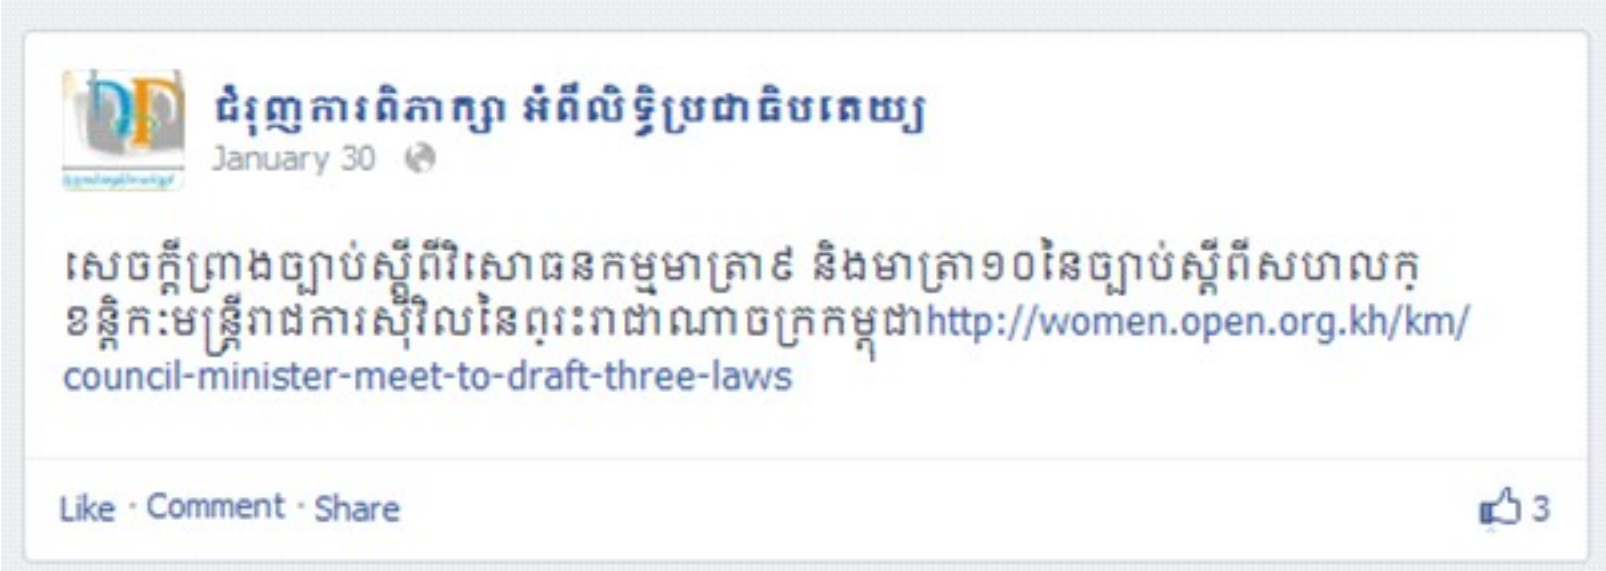 ជំរុញការពិភាក្សា អំពីលិទ្ធិប្រជាធិបតេយ្យ
January 30
សេចក្តីព្រាងច្បាប់ស្តីពីវិសោធនកម្មមាត្រា៩ និងមាត្រា១០នៃច្បាប់ស្តីពីសហលក្
ខន្តិកៈមន្ត្រីរាជការស៊ីវិលនៃព្រះរាជាណាចក្រកម្ពុជាhttp://women.open.org.kh/km/
council-minister-meet-to-draft-three-laws
Like · Comment · Share
3